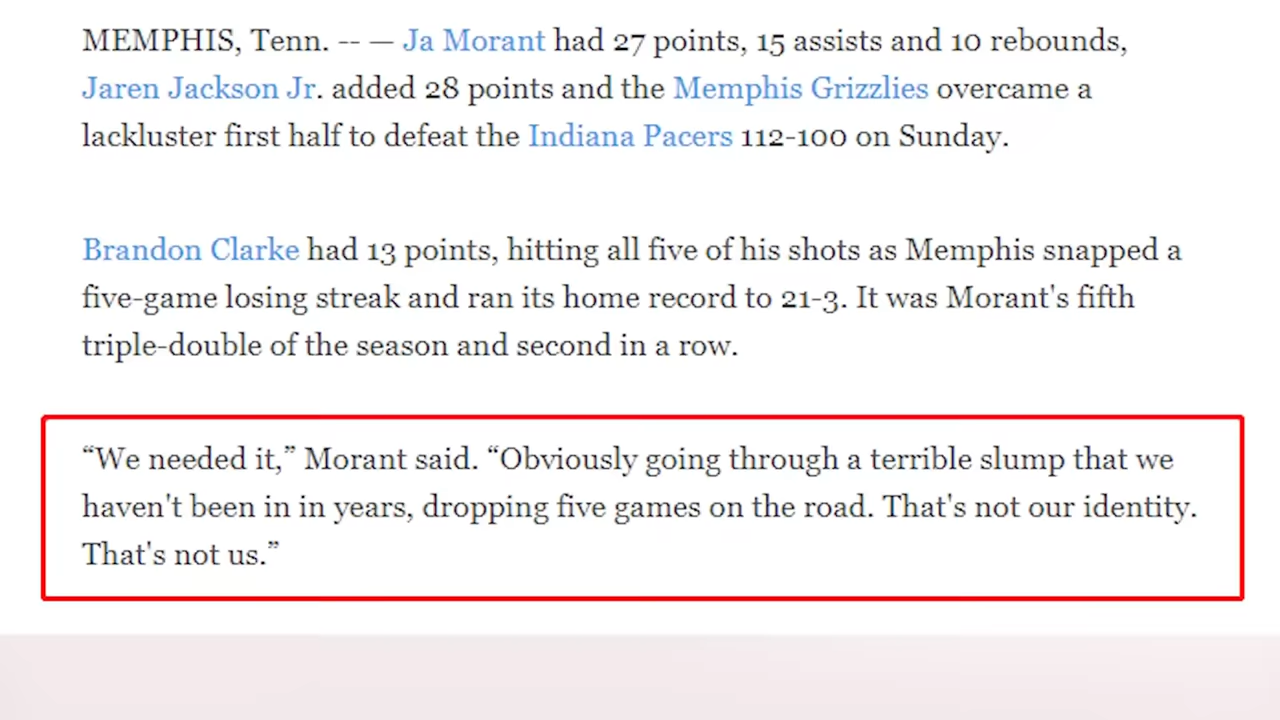 MEMPHIS, Tenn. -- — Ja Morant had 27 points, 15 assists and 10 rebounds,
Jaren Jackson Jr. added 28 points and the Memphis Grizzlies overcame a
lackluster first half to defeat the Indiana Pacers 112-100 on Sunday.
Brandon Clarke had 13 points, hitting all five of his shots as Memphis snapped a
five-game losing streak and ran its home record to 21-3. It was Morant's fifth
triple-double of the season and second in a row.
“We needed it,” Morant said. “Obviously going through a terrible slump that we
haven't been in in years, dropping five games on the road. That's not our identity.
That's not us.”